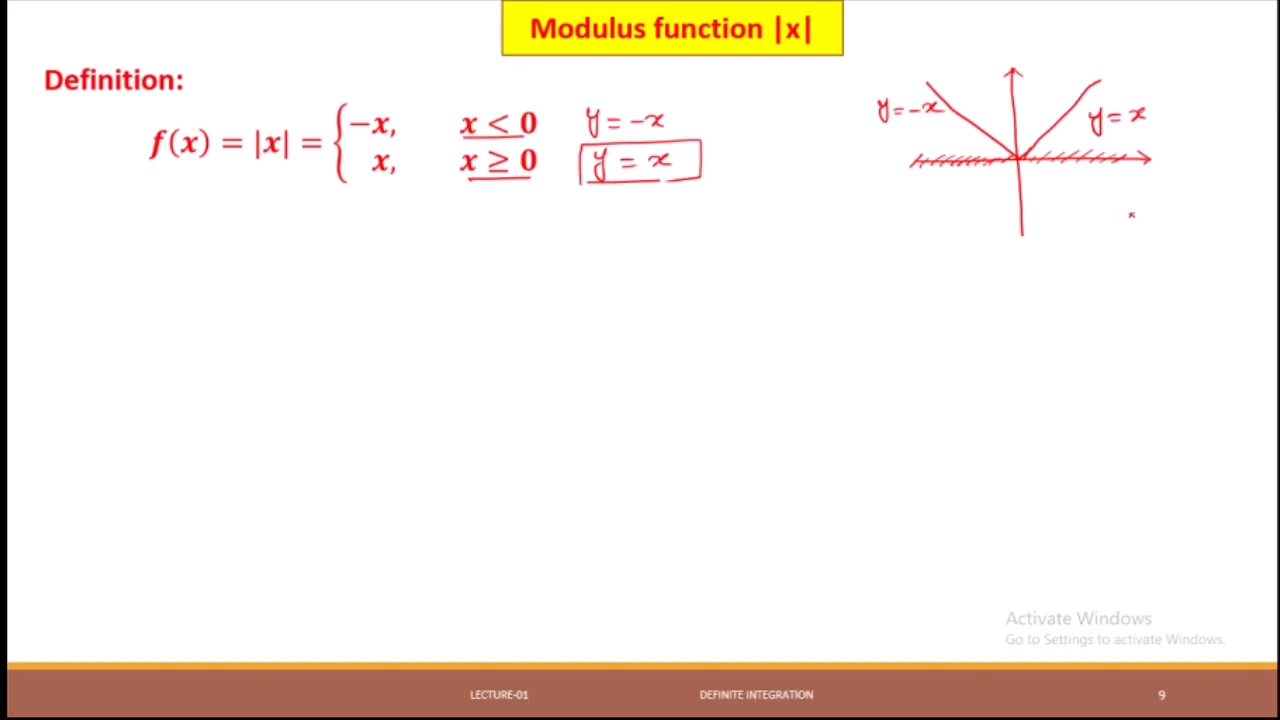 Modulus function |x|
Definition:
f(x) = |x| = { −x, x < 0 y = −x
x, x ≥ 0 y = x
y = −x
y = x
Activate Windows
Go to Settings to activate Windows.
LECTURE-01 DEFINITE INTEGRATION 9